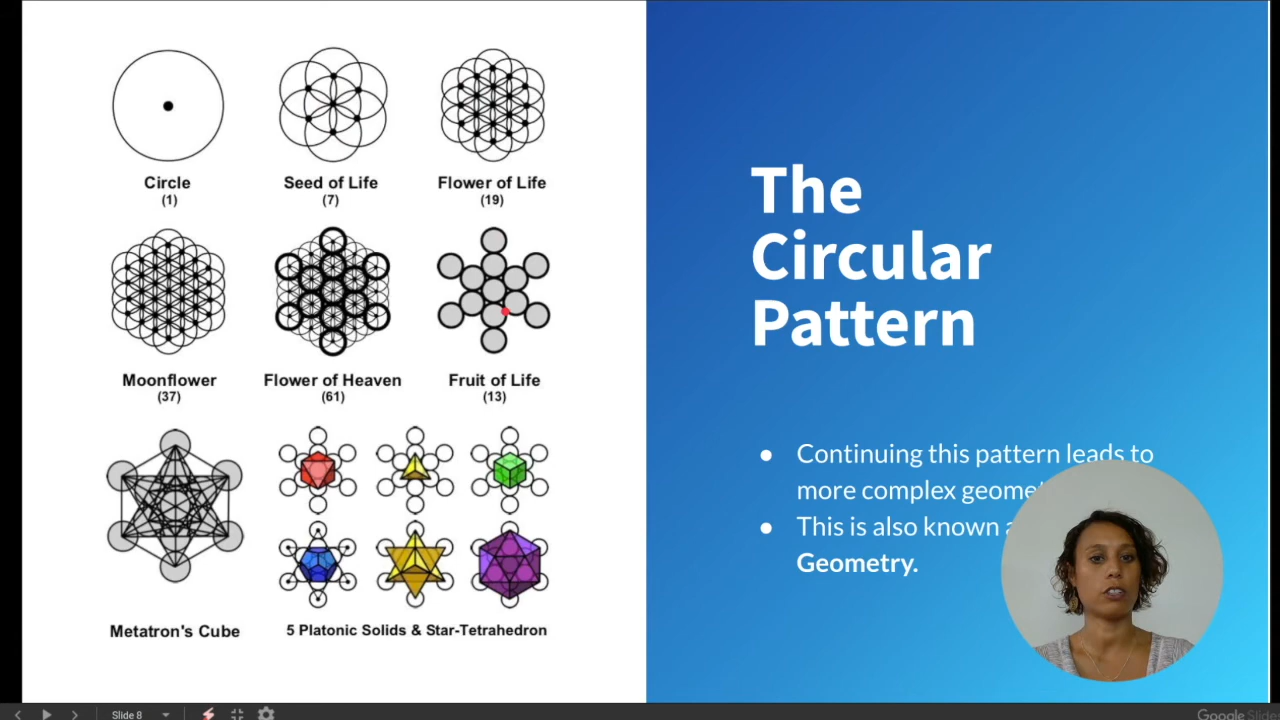 Circle
(1)
Seed of Life
(7)
Flower of Life
(19)
Moonflower
(37)
Flower of Heaven
(61)
Fruit of Life
(13)
Metatron's Cube
5 Platonic Solids & Star-Tetrahedron
The
Circular
Pattern
● Continuing this pattern leads to
more complex
● This is also known
Geometry.
Slide 8
Google Slide